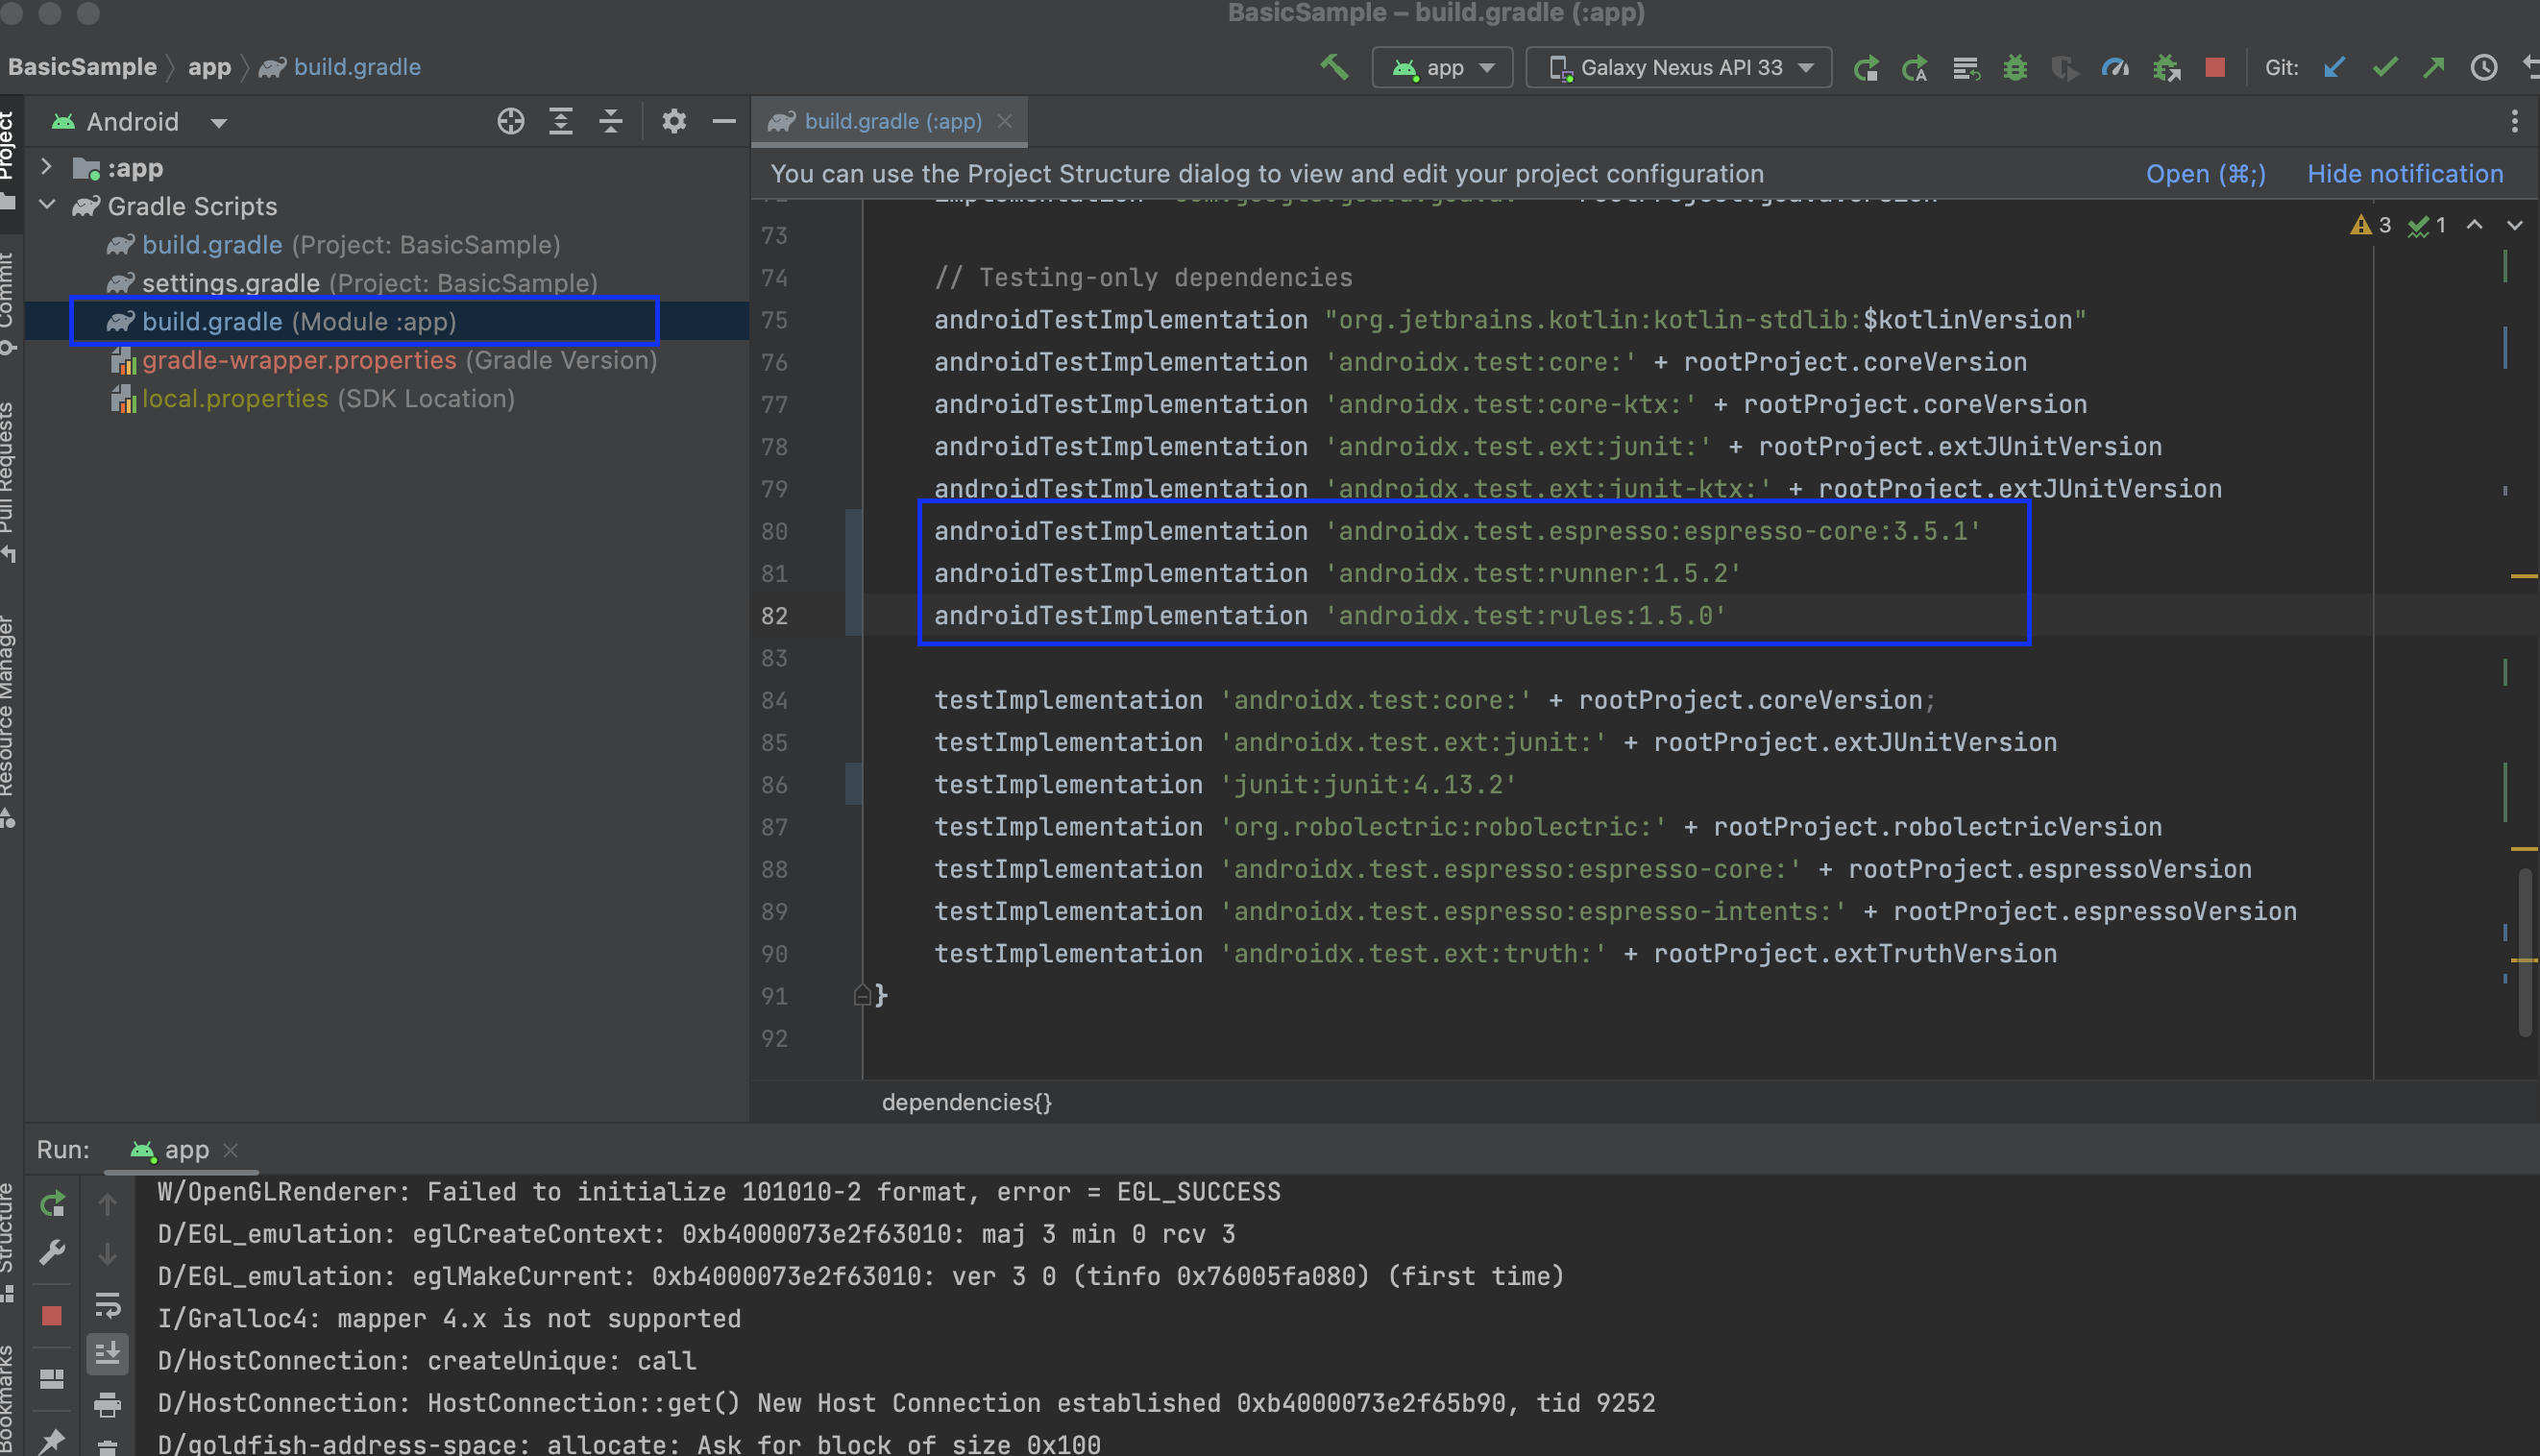 BasicSample – build.gradle (:app)
BasicSample app build.gradle
app
Galaxy Nexus API 33
Git:
Project
Commit
Pull Requests
Resource Manager
Structure
Bookmarks
Android
:app
Gradle Scripts
build.gradle (Project: BasicSample)
settings.gradle (Project: BasicSample)
build.gradle (Module :app)
gradle-wrapper.properties (Gradle Version)
local.properties (SDK Location)
build.gradle (:app)
You can use the Project Structure dialog to view and edit your project configuration Open (⌘;) Hide notification
3 1
73
74 // Testing-only dependencies
75 androidTestImplementation "org.jetbrains.kotlin:kotlin-stdlib:$kotlinVersion"
76 androidTestImplementation 'androidx.test:core:' + rootProject.coreVersion
77 androidTestImplementation 'androidx.test:core-ktx:' + rootProject.coreVersion
78 androidTestImplementation 'androidx.test.ext:junit:' + rootProject.extJUnitVersion
79 androidTestImplementation 'androidx.test.ext:junit-ktx:' + rootProject.extJUnitVersion
80 androidTestImplementation 'androidx.test.espresso:espresso-core:3.5.1'
81 androidTestImplementation 'androidx.test:runner:1.5.2'
82 androidTestImplementation 'androidx.test:rules:1.5.0'
83
84 testImplementation 'androidx.test:core:' + rootProject.coreVersion;
85 testImplementation 'androidx.test.ext:junit:' + rootProject.extJUnitVersion
86 testImplementation 'junit:junit:4.13.2'
87 testImplementation 'org.robolectric:robolectric:' + rootProject.robolectricVersion
88 testImplementation 'androidx.test.espresso:espresso-core:' + rootProject.espressoVersion
89 testImplementation 'androidx.test.espresso:espresso-intents:' + rootProject.espressoVersion
90 testImplementation 'androidx.test.ext:truth:' + rootProject.extTruthVersion
91 }
92
dependencies{}
Run: app
W/OpenGLRenderer: Failed to initialize 101010-2 format, error = EGL_SUCCESS
D/EGL_emulation: eglCreateContext: 0xb4000073e2f63010: maj 3 min 0 rcv 3
D/EGL_emulation: eglMakeCurrent: 0xb4000073e2f63010: ver 3 0 (tinfo 0x76005fa080) (first time)
I/Gralloc4: mapper 4.x is not supported
D/HostConnection: createUnique: call
D/HostConnection: HostConnection::get() New Host Connection established 0xb4000073e2f65b90, tid 9252
D/goldfish-address-space: allocate: Ask for block of size 0x100